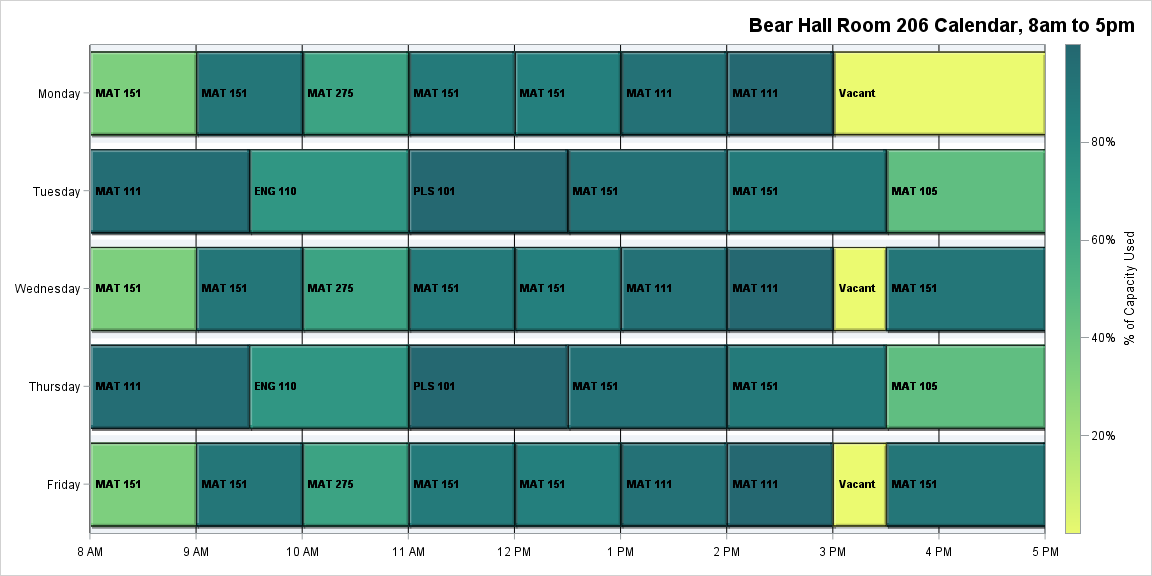 Bear Hall Room 206 Calendar, 8am to 5pm
Monday MAT 151 MAT 151 MAT 275 MAT 151 MAT 151 MAT 111 MAT 111 Vacant
80%
Tuesday MAT 111 ENG 110 PLS 101 MAT 151 MAT 151 MAT 105
60%
Wednesday MAT 151 MAT 151 MAT 275 MAT 151 MAT 151 MAT 111 MAT 111 Vacant MAT 151
% of Capacity Used
40%
Thursday MAT 111 ENG 110 PLS 101 MAT 151 MAT 151 MAT 105
20%
Friday MAT 151 MAT 151 MAT 275 MAT 151 MAT 151 MAT 111 MAT 111 Vacant MAT 151
8 AM 9 AM 10 AM 11 AM 12 PM 1 PM 2 PM 3 PM 4 PM 5 PM